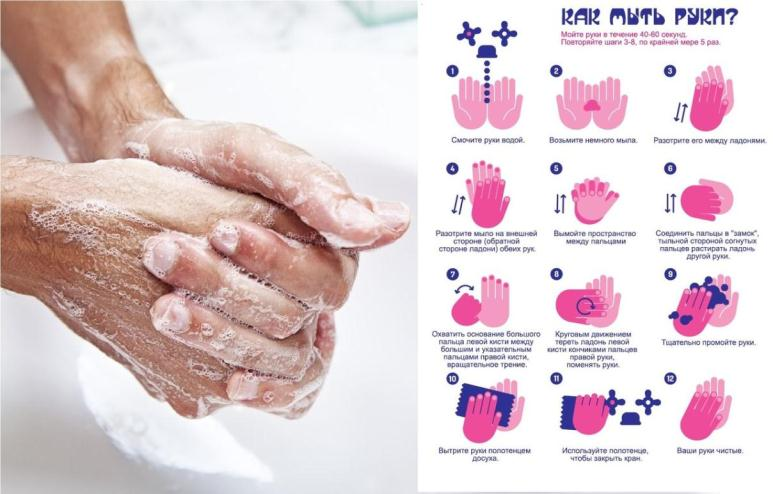 КАК МЫТЬ РУКИ?
Мойте руки в течение 40-60 секунд.
Повторяйте шаги 3-8, по крайней мере 5 раз.
1
2
3
Смочите руки водой.
Возьмите немного мыла.
Разотрите его между ладонями.
4
5
6
Разотрите мыло на внешней
стороне (обратной
стороне ладони) обеих рук.
Вымойте пространство
между пальцами
Соединить пальцы в "замок",
тыльной стороной согнутых
пальцев растирать ладонь
другой руки.
7
8
9
Охватить основание большого
пальца левой кисти между
большим и указательным
пальцами правой кисти,
вращательное трение.
Круговым движением
тереть ладонь левой
кисти кончиками пальцев
правой руки,
поменять руки.
Тщательно промойте руки.
10
11
12
Вытрите руки полотенцем
досуха.
Используйте полотенце,
чтобы закрыть кран.
Ваши руки чистые.